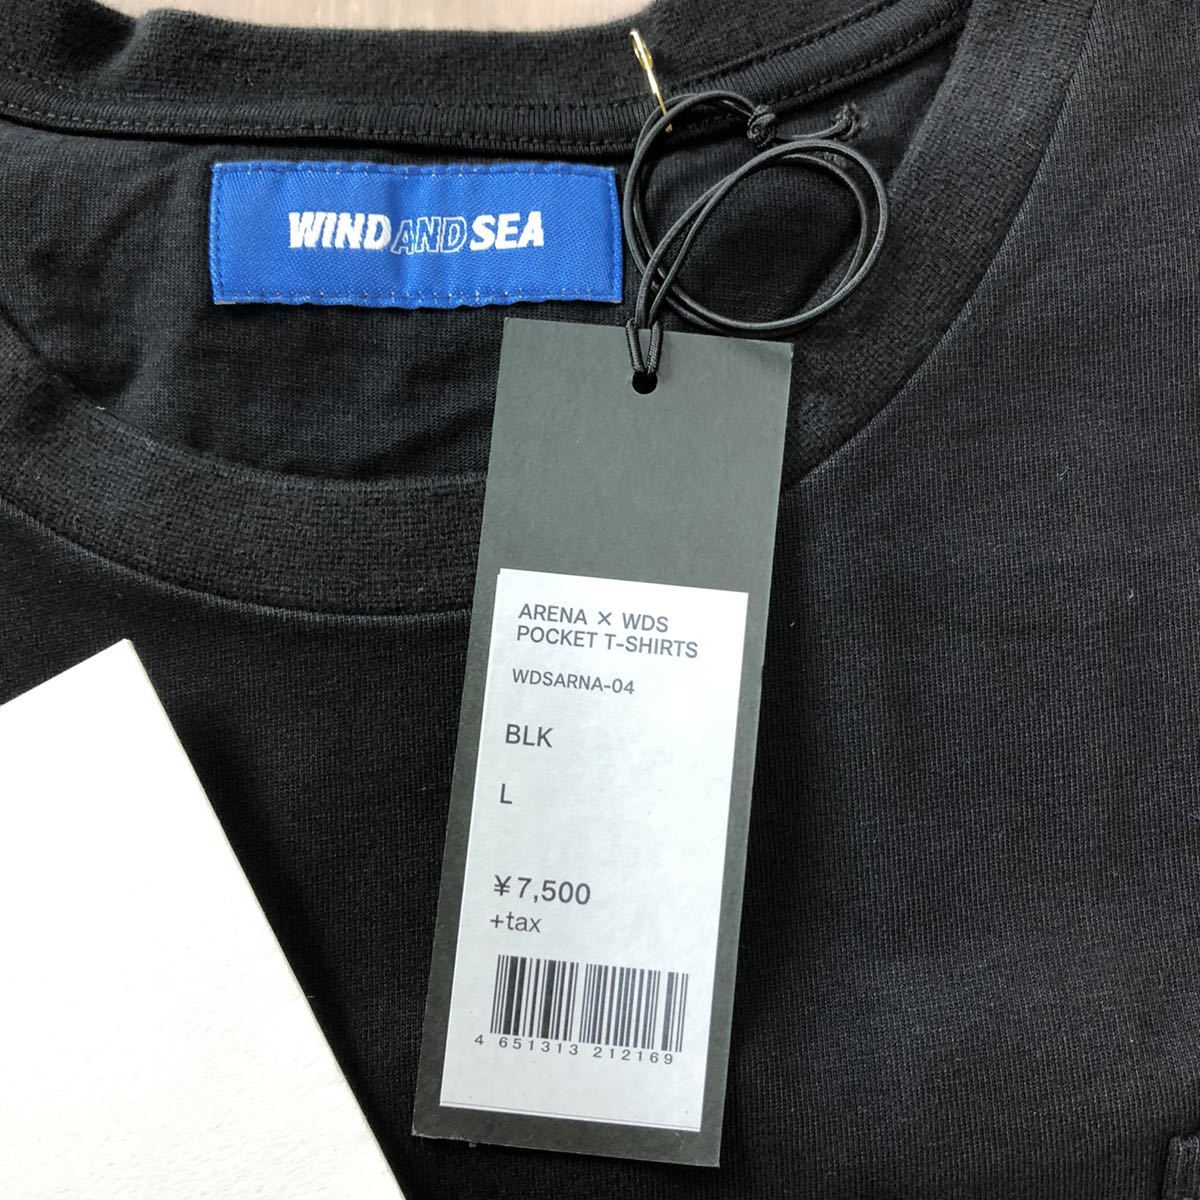 WIND AND SEA
ARENA × WDS
POCKET T-SHIRTS
WDSARNA-04
BLK
L
¥7,500
+tax
4 651313 212169